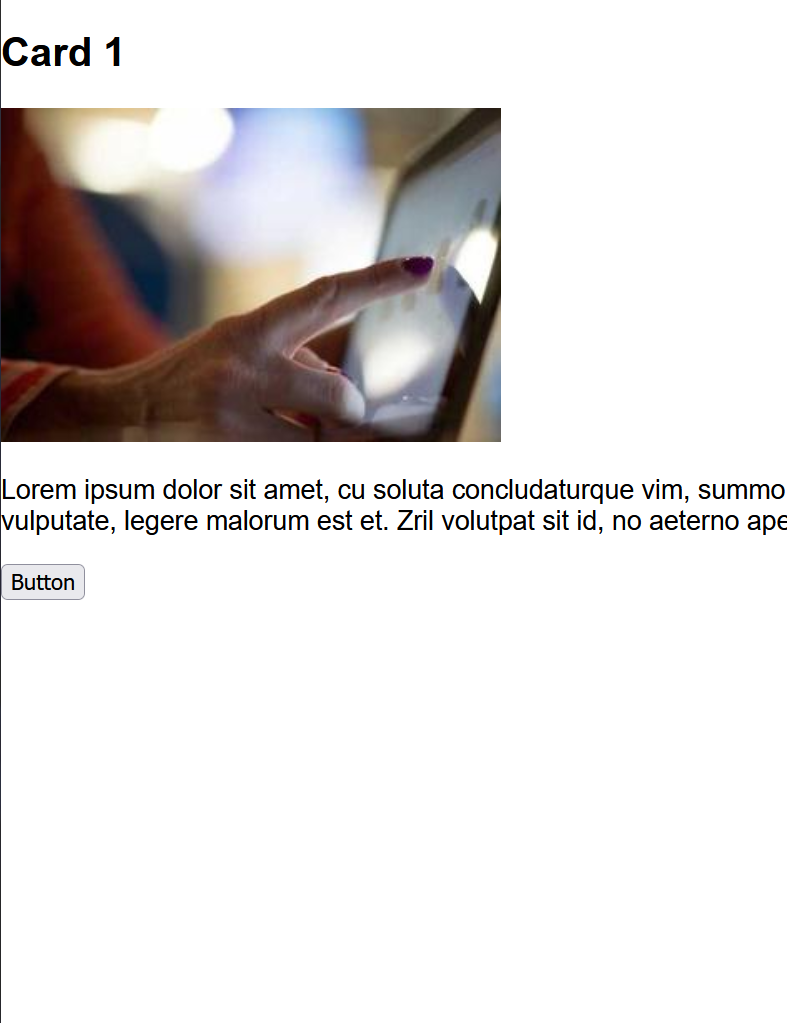 Card 1
Lorem ipsum dolor sit amet, cu soluta concludaturque vim, summo
vulputate, legere malorum est et. Zril volutpat sit id, no aeterno
Button